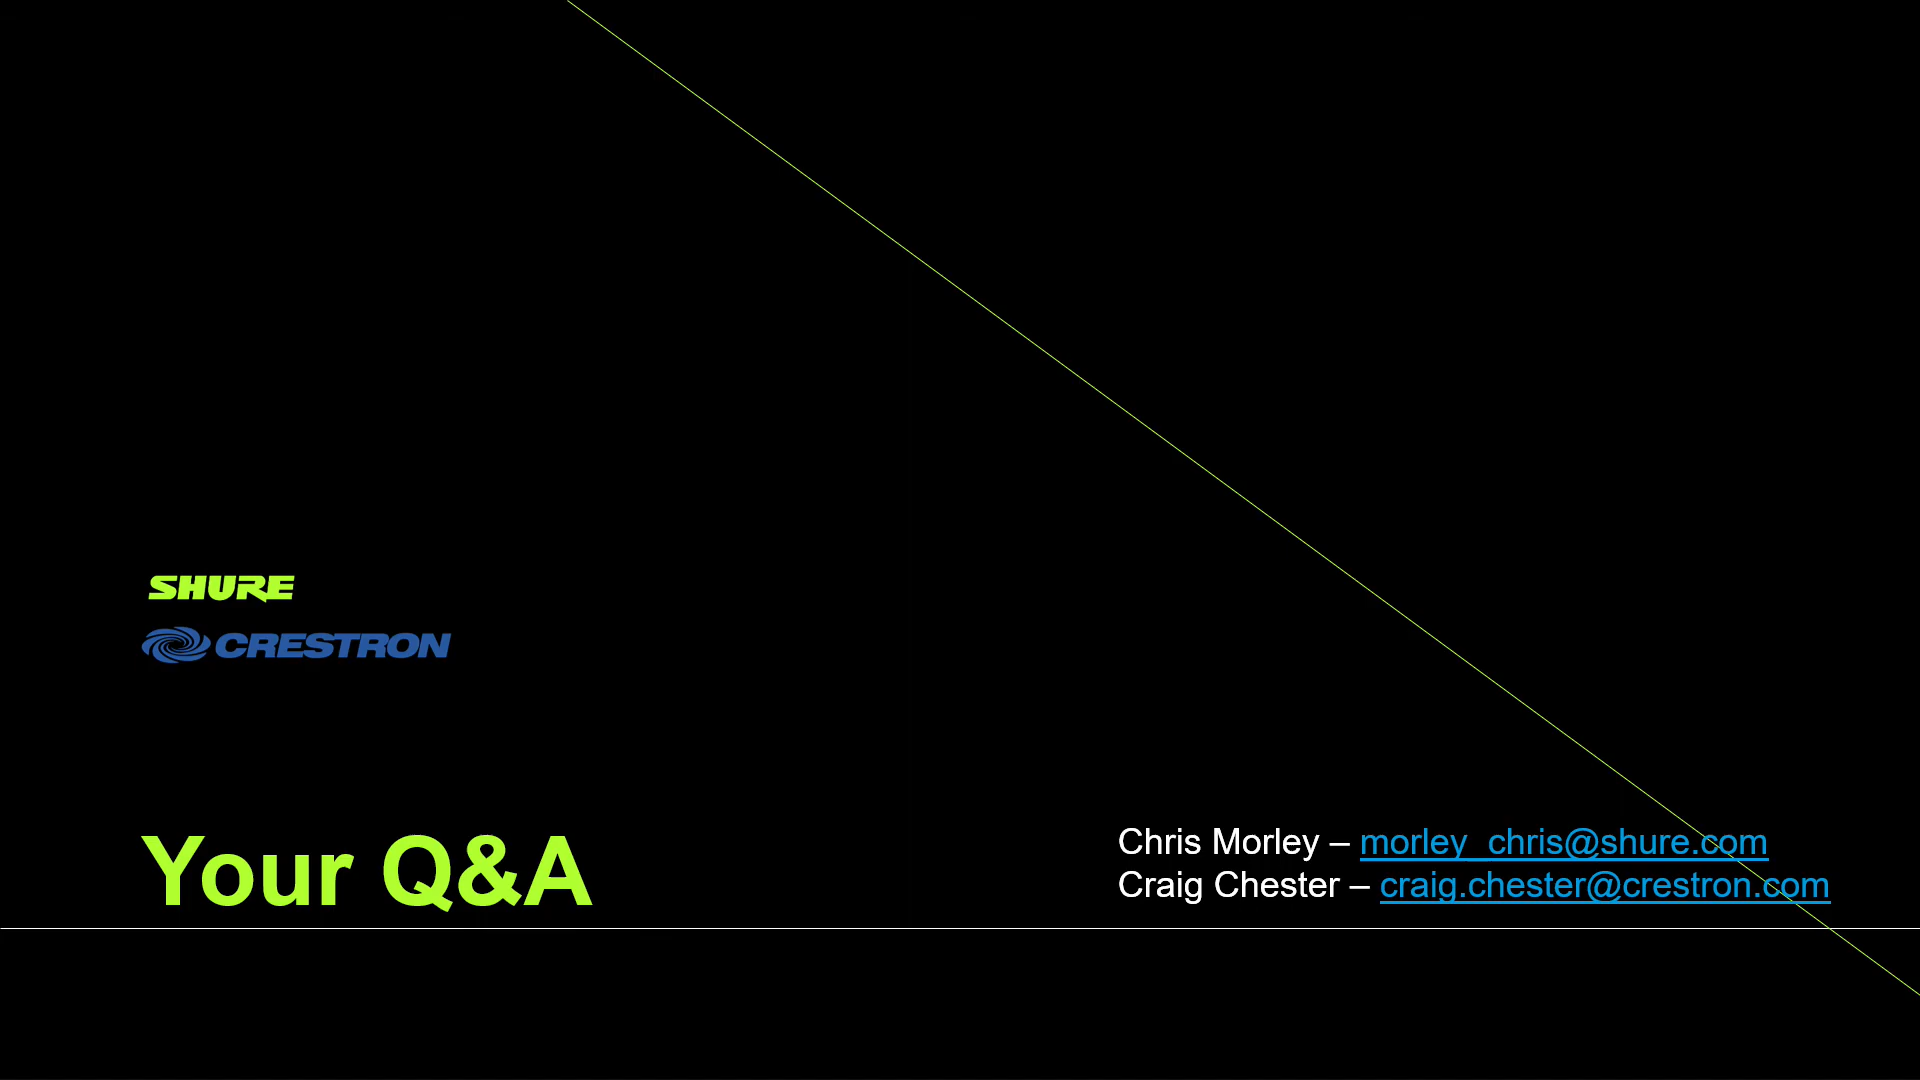 SHURE
CRESTRON
Your Q&A
Chris Morley – morley_chris@shure.com
Craig Chester – craig.chester@crestron.com